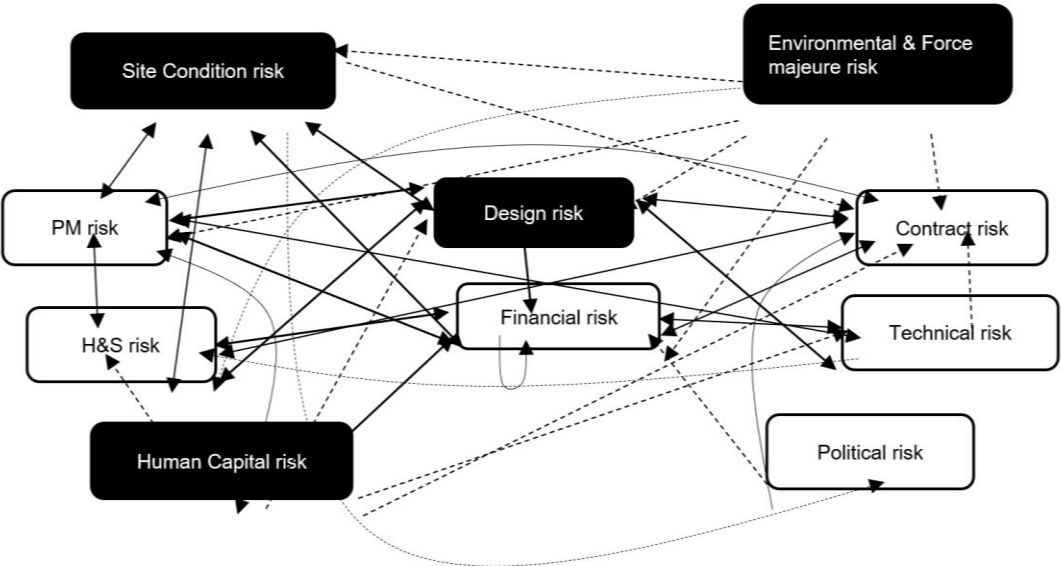 Environmental & Force
majeure risk
Site Condition risk
Design risk
PM risk
Contract risk
Financial risk
Technical risk
H&S risk
Political risk
Human Capital risk